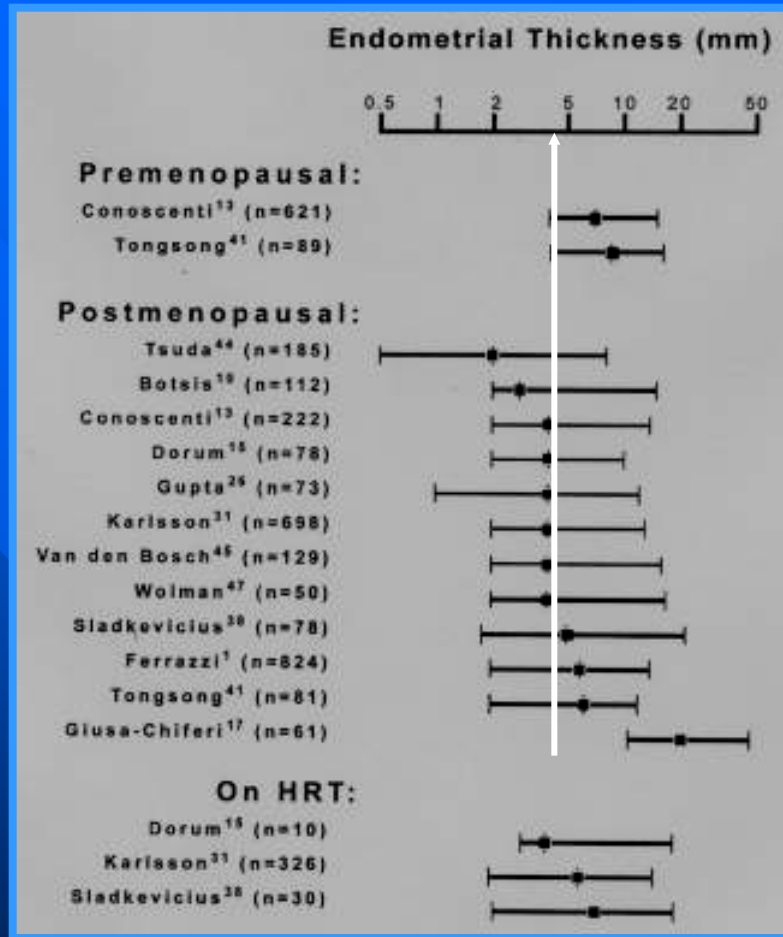 Endometrial Thickness (mm)
0.5 1 2 5 10 20 50
Premenopausal:
Conoscenti¹³ (n=621)
Tongsong⁴¹ (n=89)
Postmenopausal:
Tsuda⁴⁴ (n=185)
Botsis¹⁰ (n=112)
Conoscenti¹³ (n=222)
Dorum¹⁵ (n=78)
Gupta²⁵ (n=73)
Karlsson³¹ (n=698)
Van den Bosch⁴⁵ (n=129)
Wolman⁴⁷ (n=50)
Sladkevicius³⁸ (n=78)
Ferrazzi¹ (n=824)
Tongsong⁴¹ (n=81)
Giusa-Chiferi¹⁷ (n=61)
On HRT:
Dorum¹⁵ (n=10)
Karlsson³¹ (n=326)
Sladkevicius³⁸ (n=30)